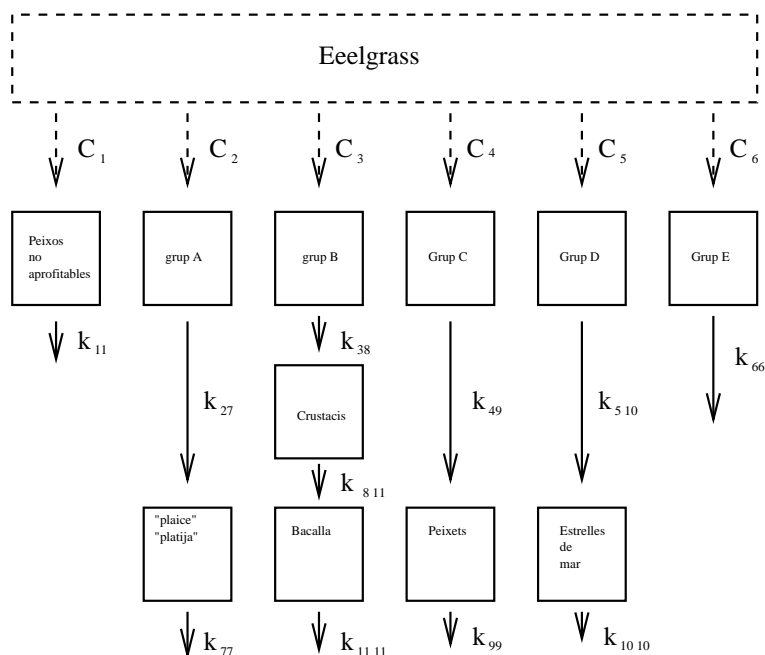 Eeelgrass
C 1
C 2
C 3
C 4
C 5
C 6
Peixos
no
aprofitables
grup A
grup B
Grup C
Grup D
Grup E
k 11
k 38
k 66
k 27
Crustacis
k 49
k 5 10
k 8 11
"plaice"
"platija"
Bacalla
Peixets
Estrelles
de
mar
k 77
k 11 11
k 99
k 10 10